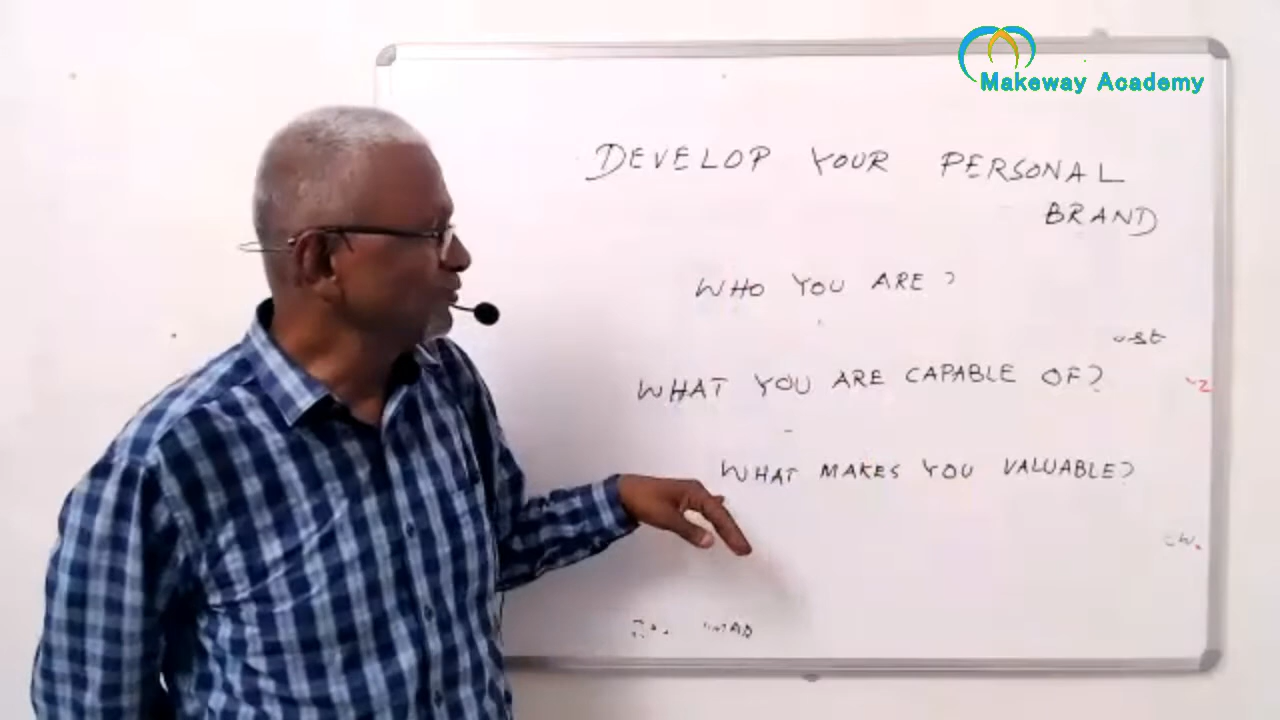 Makeway Academy
DEVELOP YOUR PERSONAL
BRAND
WHO YOU ARE?
WHAT YOU ARE CAPABLE OF?
WHAT MAKES YOU VALUABLE?